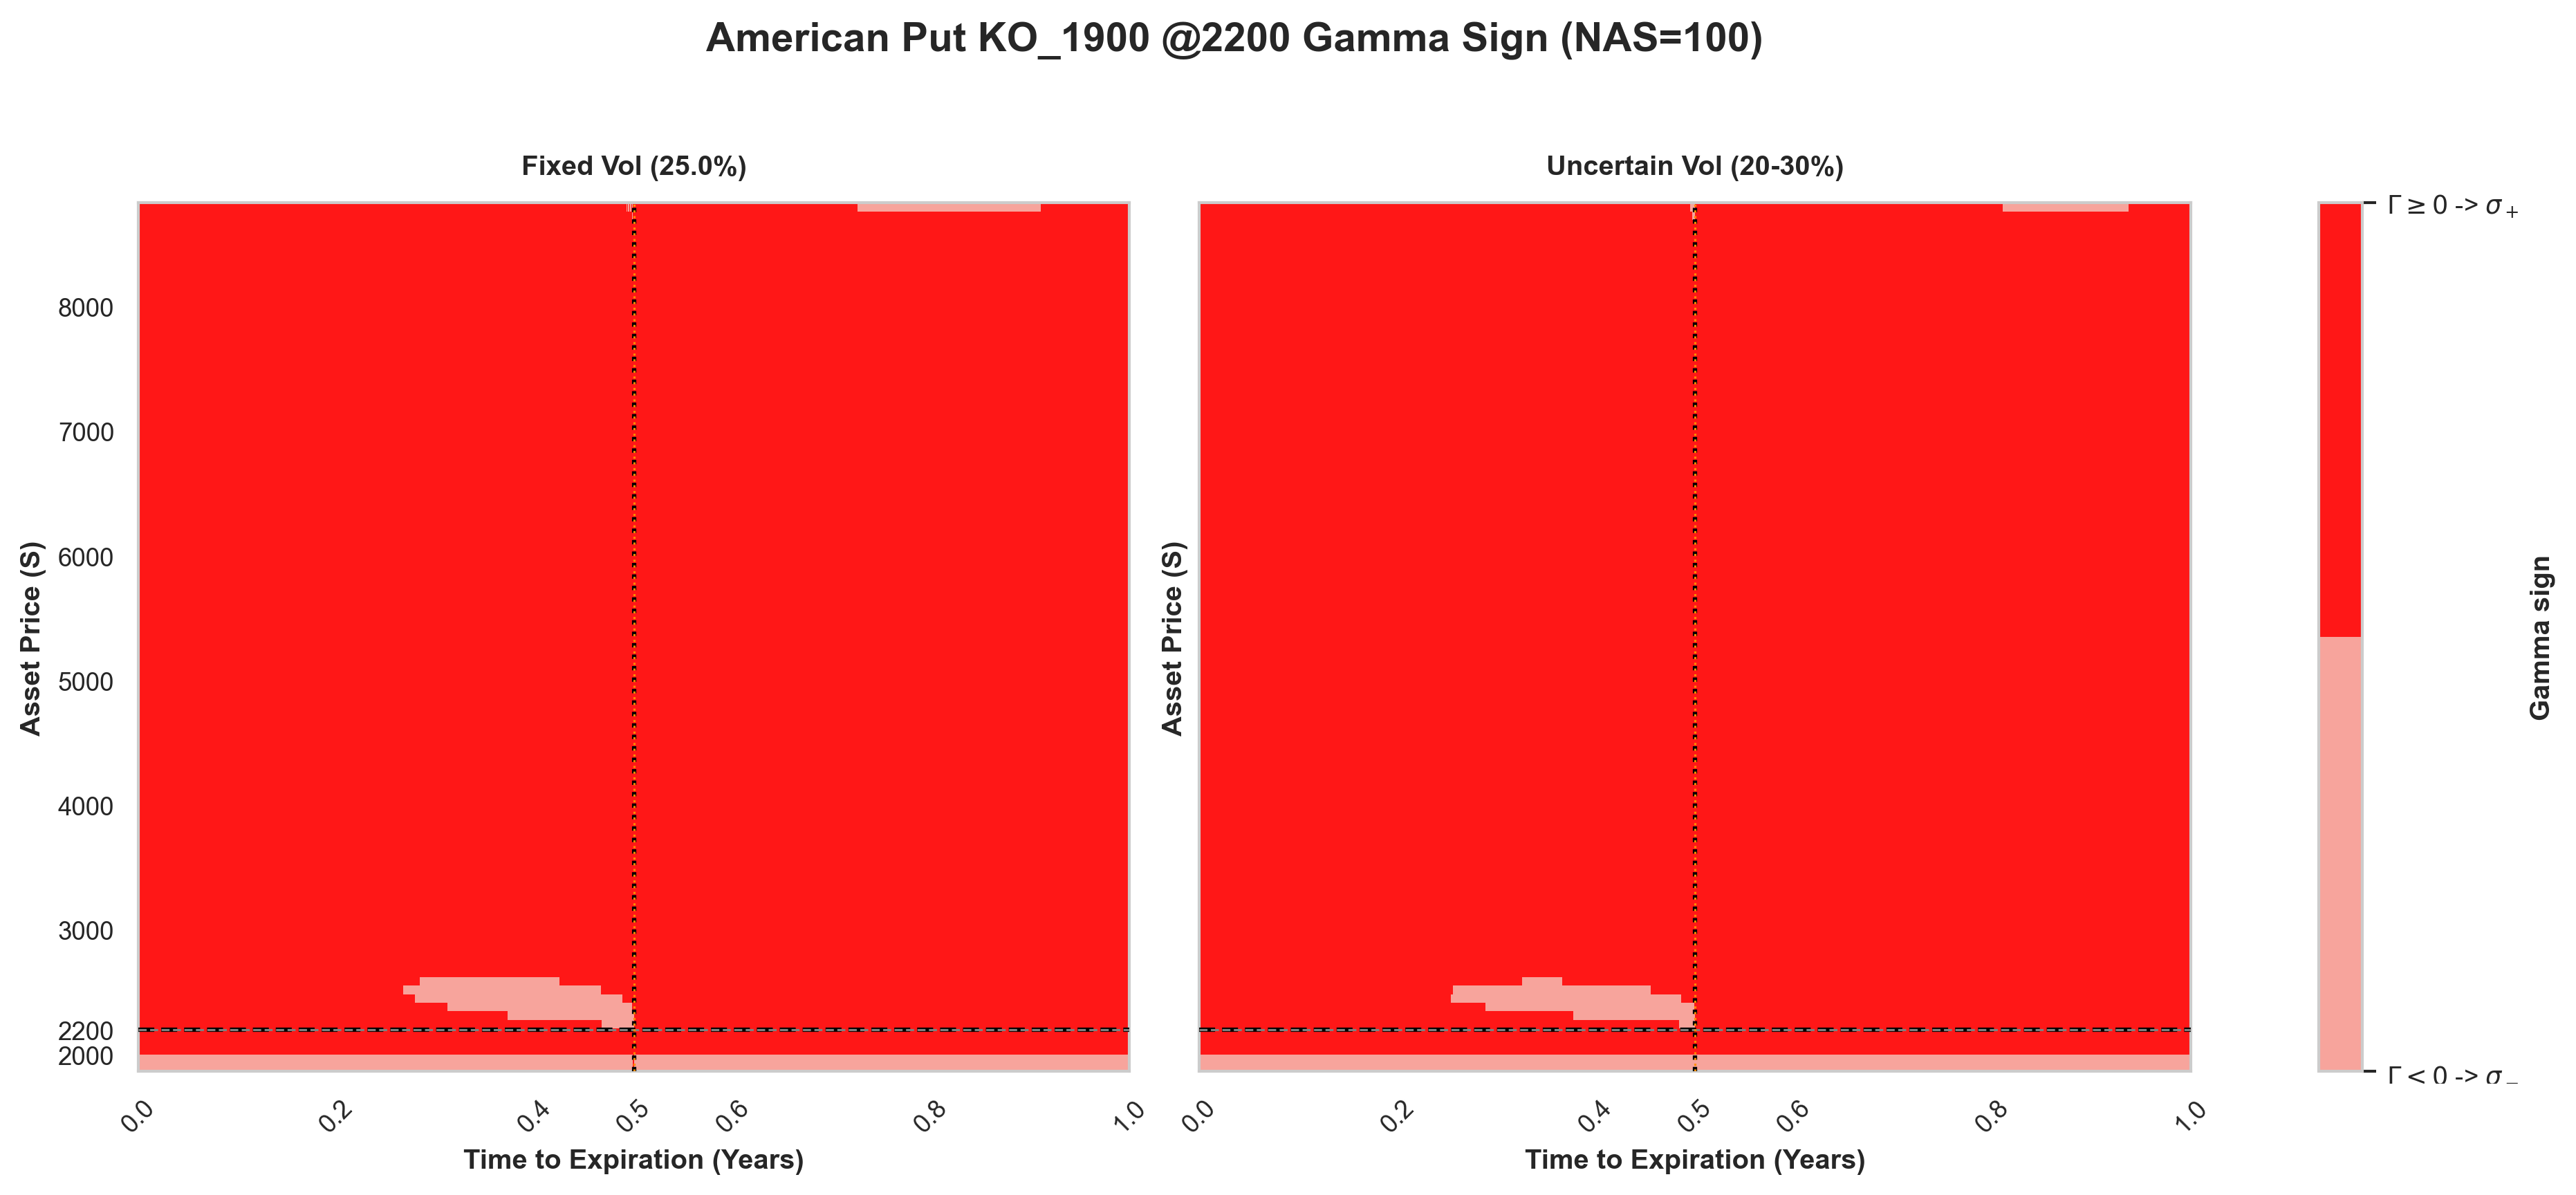 American Put KO_1900 @2200 Gamma Sign (NAS=100)
Fixed Vol (25.0%)
Asset Price (S)
8000
7000
6000
5000
4000
3000
2200
2000
0.0
0.2
0.4
0.5
0.6
0.8
1.0
Time to Expiration (Years)
Uncertain Vol (20-30%)
Asset Price (S)
0.0
0.2
0.4
0.5
0.6
0.8
1.0
Time to Expiration (Years)
Γ ≥ 0 -> σ₊
Γ < 0 -> σ₋
Gamma sign